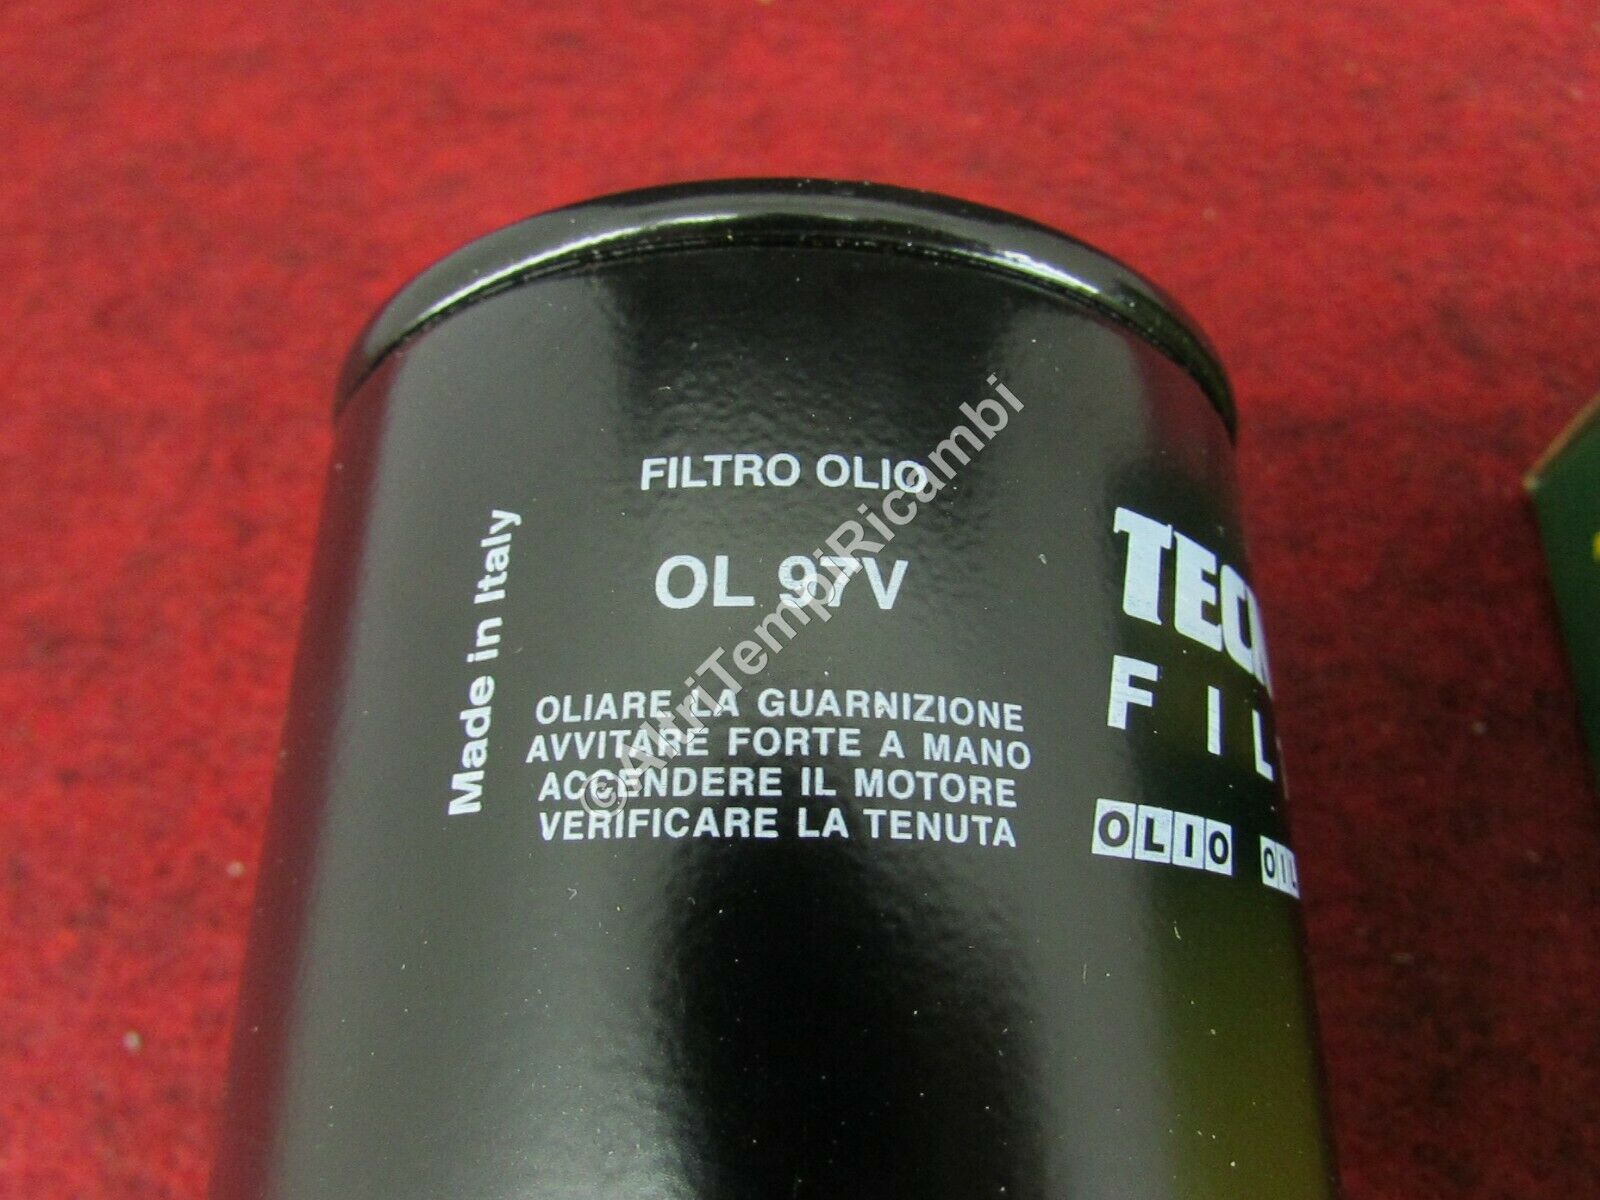 FILTRO OLIO
OL 97V
Made in Italy
OLIARE LA GUARNIZIONE
AVVITARE FORTE A MANO
ACCENDERE IL MOTORE
VERIFICARE LA TENUTA
OLIO
©AltriTempiRicambi